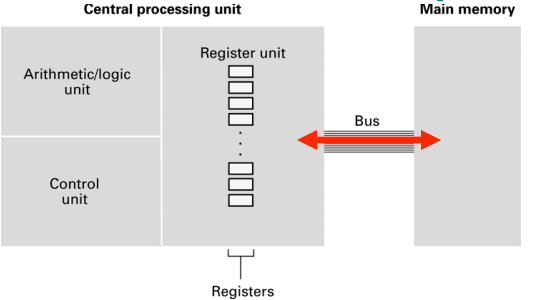 Central processing unit
Main memory
Register unit
Arithmetic/logic
unit
Bus
Control
unit
Registers